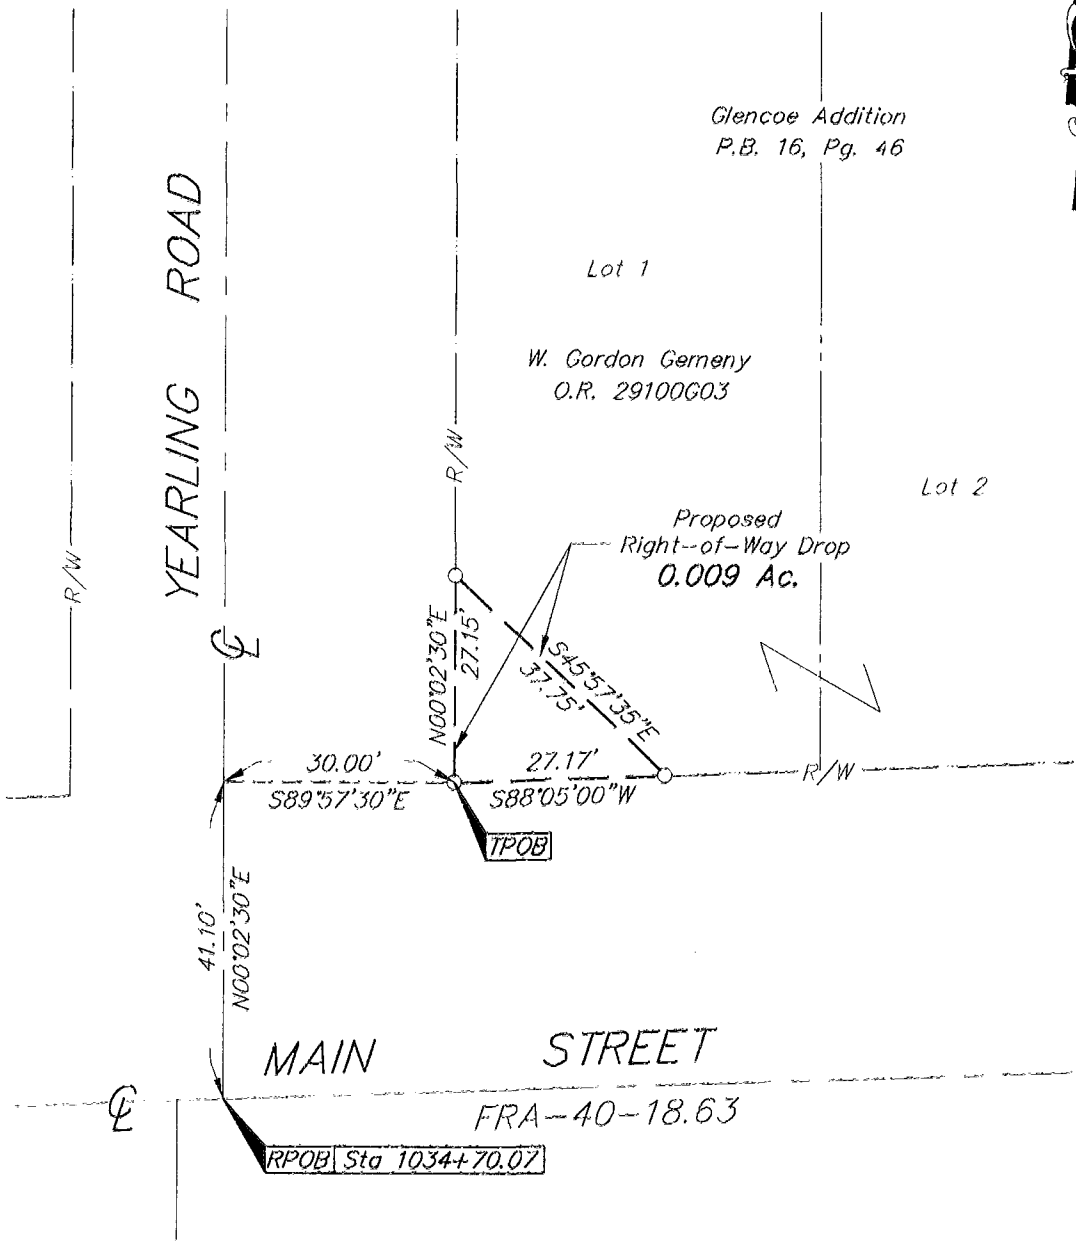 Glencoe Addition
P.B. 16, Pg. 46
YEARLING ROAD
Lot 1
W. Gordon Gemeny
O.R. 29100G03
R/W
Lot 2
Proposed
Right-of-Way Drop
0.009 Ac.
R/W
N00°02'30"E
27.15'
S45°57'35"E
37.75'
℄
30.00'
S89°57'30"E
27.17'
S88°05'00"W
R/W
TPOB
41.10'
N00°02'30"E
MAIN STREET
℄
FRA-40-18.63
RPOB Sta 1034+70.07